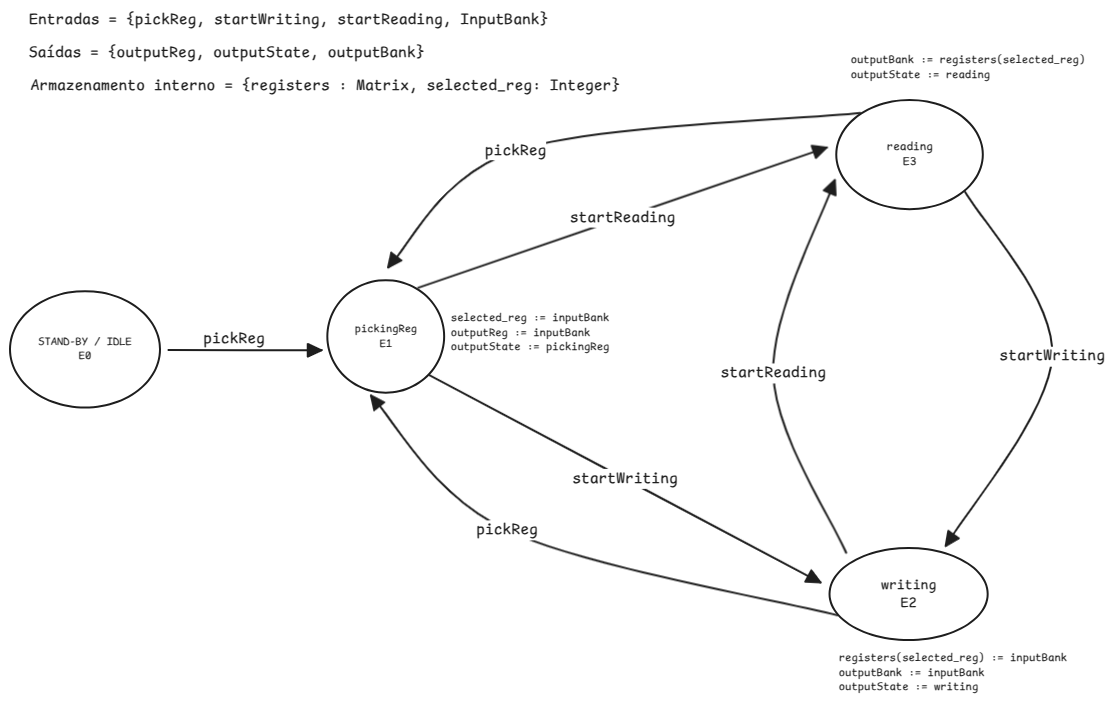 Entradas = {pickReg, startWriting, startReading, InputBank}
Saídas = {outputReg, outputState, outputBank}
Armazenamento interno = {registers : Matrix, selected_reg: Integer}
outputBank := registers(selected_reg)
outputState := reading
reading
E3
pickReg
startReading
pickingReg
E1
selected_reg := inputBank
outputReg := inputBank
outputState := pickingReg
STAND-BY / IDLE
E0
pickReg
startReading
startWriting
startWriting
pickReg
writing
E2
registers(selected_reg) := inputBank
outputBank := inputBank
outputState := writing